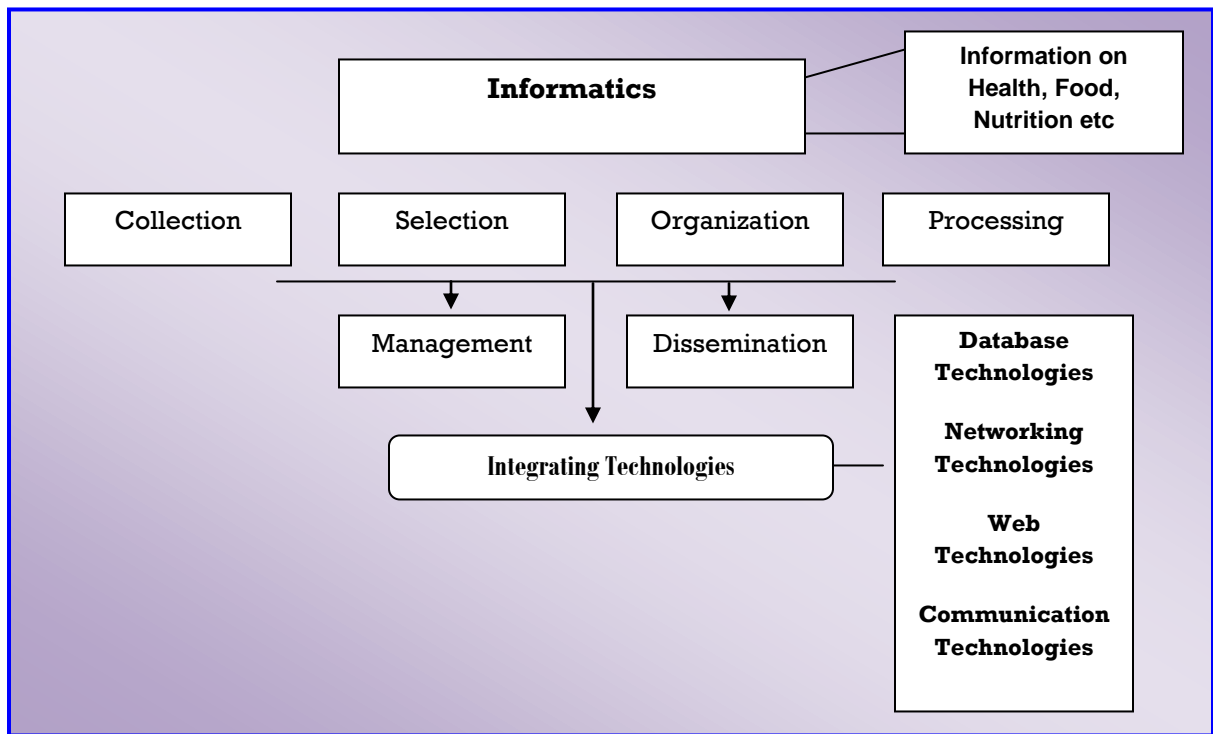 Informatics
Information on
Health, Food,
Nutrition etc
Collection
Selection
Organization
Processing
Management
Dissemination
Database
Technologies
Networking
Technologies
Web
Technologies
Communication
Technologies
Integrating Technologies